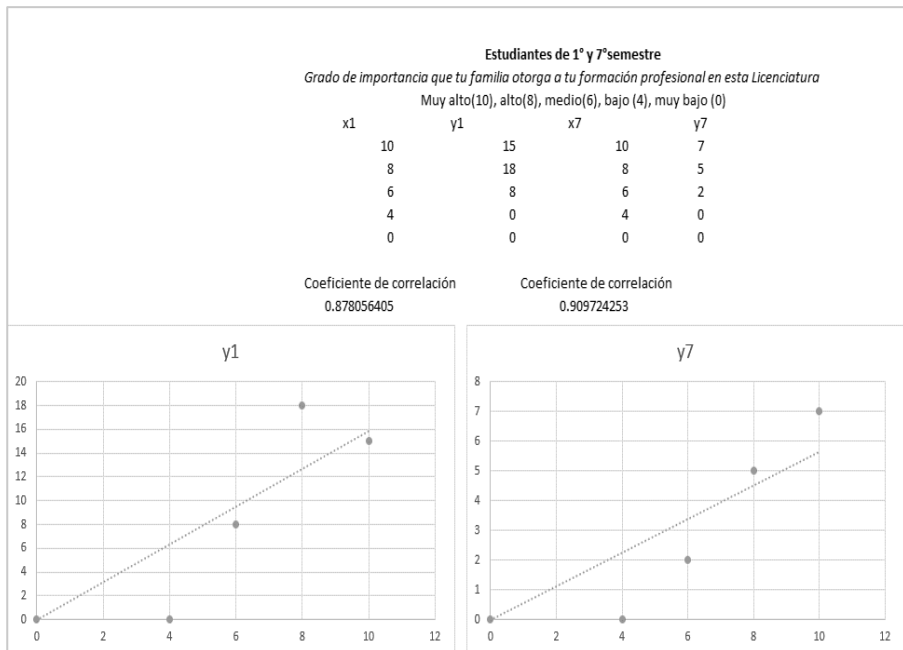 Estudiantes de 1° y 7°semestre
Grado de importancia que tu familia otorga a tu formación profesional en esta Licenciatura
Muy alto(10), alto(8), medio(6), bajo (4), muy bajo (0)
x1 y1 x7 y7
10 15 10 7
8 18 8 5
6 8 6 2
4 0 4 0
0 0 0 0
Coeficiente de correlación Coeficiente de correlación
0.878056405 0.909724253
y1
20
18
16
14
12
10
8
6
4
2
0
0 2 4 6 8 10 12
y7
8
7
6
5
4
3
2
1
0
0 2 4 6 8 10 12